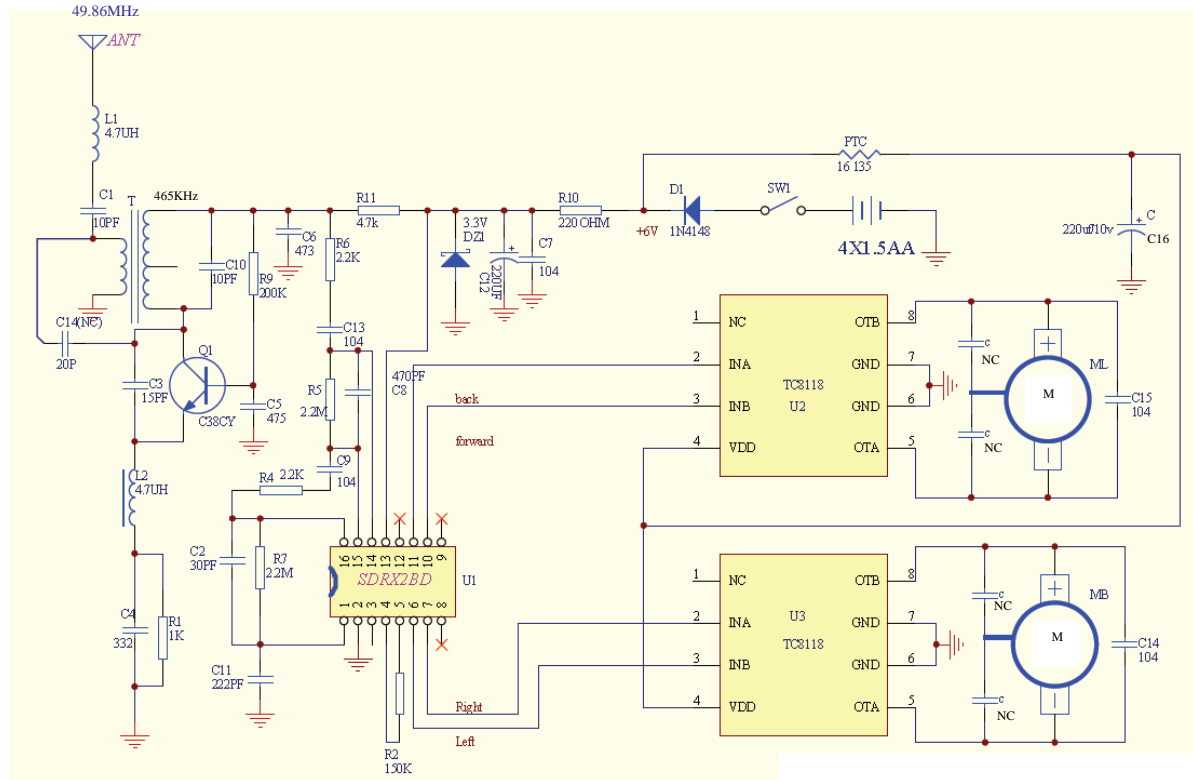 49.86MHz
ANT
L1
4.7UH
C1
10PF
T
465KHz
C14(NC)
20P
C10
10PF
R9
200K
C6
473
R6
2.2K
R11
4.7k
3.3V
DZ1
220UF
C12
C7
104
R10
220 OHM
+6V
D1
1N4148
SW1
4X1.5AA
PTC
16 135
C
220uf/10v
C16
Q1
C38CY
C3
15PF
C5
475
C13
104
R5
2.2M
470PF
C8
C9
104
R4
2.2K
L2
4.7UH
C2
30PF
R7
2.2M
C4
332
R1
1K
C11
222PF
16 15 14 13 12 11 10 9
SDRX2BD
U1
1 2 3 4 5 6 7 8
R2
150K
back
forward
Right
Left
1 NC OTB 8
2 INA GND 7
TC8118
U2
3 INB GND 6
4 VDD OTA 5
c
NC
c
NC
M
+
-
ML
C15
104
1 NC OTB 8
2 INA GND 7
U3
TC8118
3 INB GND 6
4 VDD OTA 5
c
NC
c
NC
M
+
-
MB
C14
104